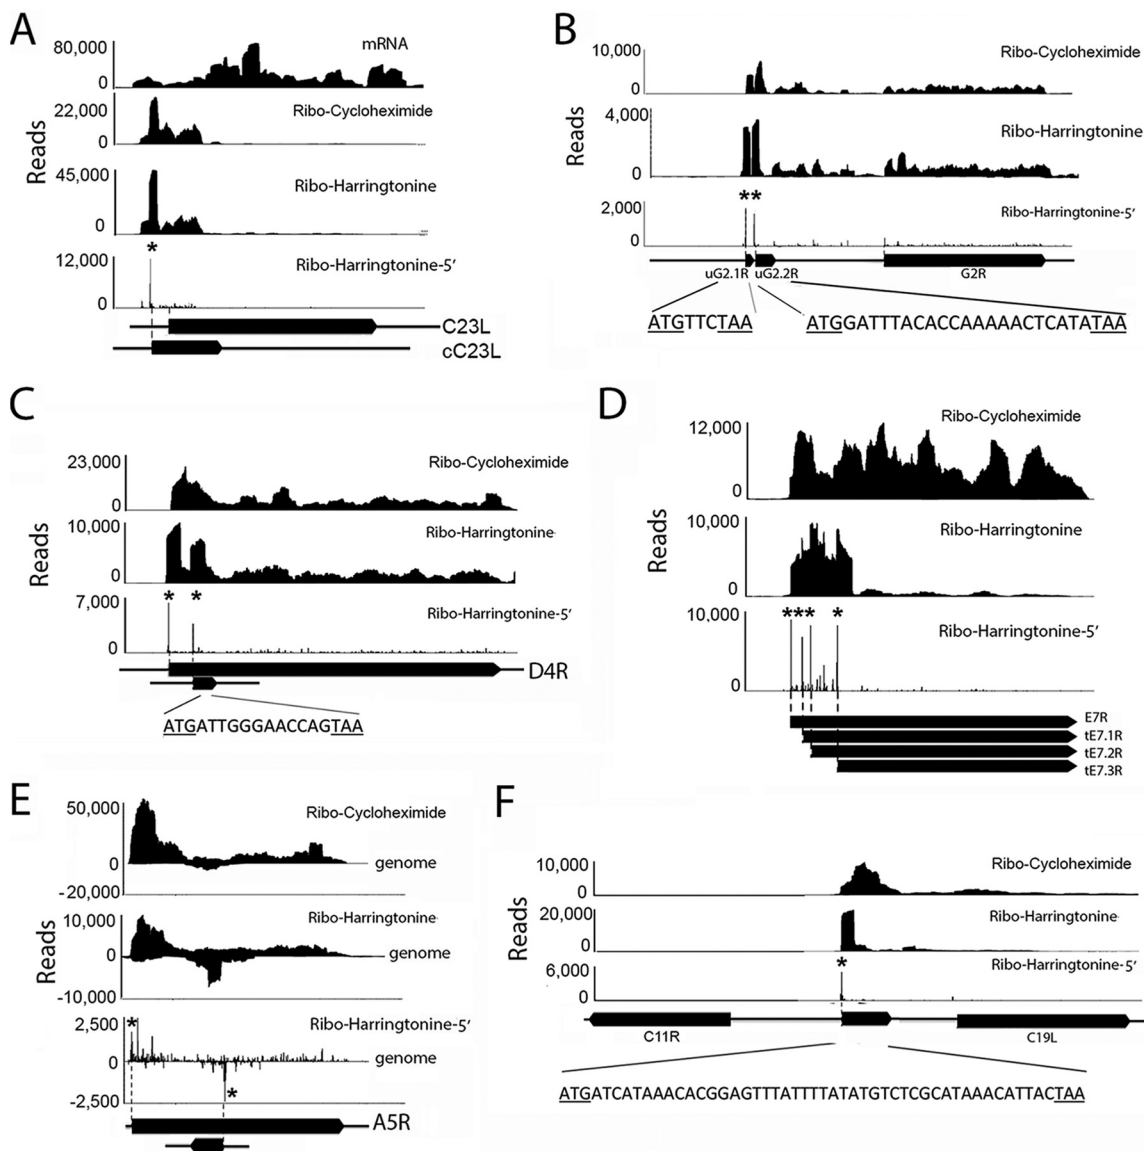 A
80,000
mRNA
0
22,000
Ribo-Cycloheximide
0
Reads
45,000
Ribo-Harringtonine
0
*
12,000
Ribo-Harringtonine-5′
0
C23L
cC23L
B
10,000
Ribo-Cycloheximide
0
4,000
Ribo-Harringtonine
Reads
0
**
2,000
Ribo-Harringtonine-5′
0
uG2.1R uG2.2R G2R
ATGTTCTAA ATGGATTTACACCAAAAACTCATATAA
C
23,000
Ribo-Cycloheximide
0
10,000
Ribo-Harringtonine
Reads
0
* *
7,000
Ribo-Harringtonine-5′
0
D4R
ATGATTGGGAACCAGTAA
D
Ribo-Cycloheximide
12,000
0
10,000
Ribo-Harringtonine
Reads
0
10,000
*** *
Ribo-Harringtonine-5′
0
E7R
tE7.1R
tE7.2R
tE7.3R
E
50,000
Ribo-Cycloheximide
0
genome
-20,000
10,000
Ribo-Harringtonine
Reads
0
genome
-10,000
2,500
*
Ribo-Harringtonine-5′
0
genome
*
-2,500
A5R
F
10,000
Ribo-Cycloheximide
0
20,000
Ribo-Harringtonine
Reads
0
*
6,000
Ribo-Harringtonine-5′
0
C11R C19L
ATGATCATAAACACGGAGTTTATTTTATATGTCTCGCATAAACATTACTAA